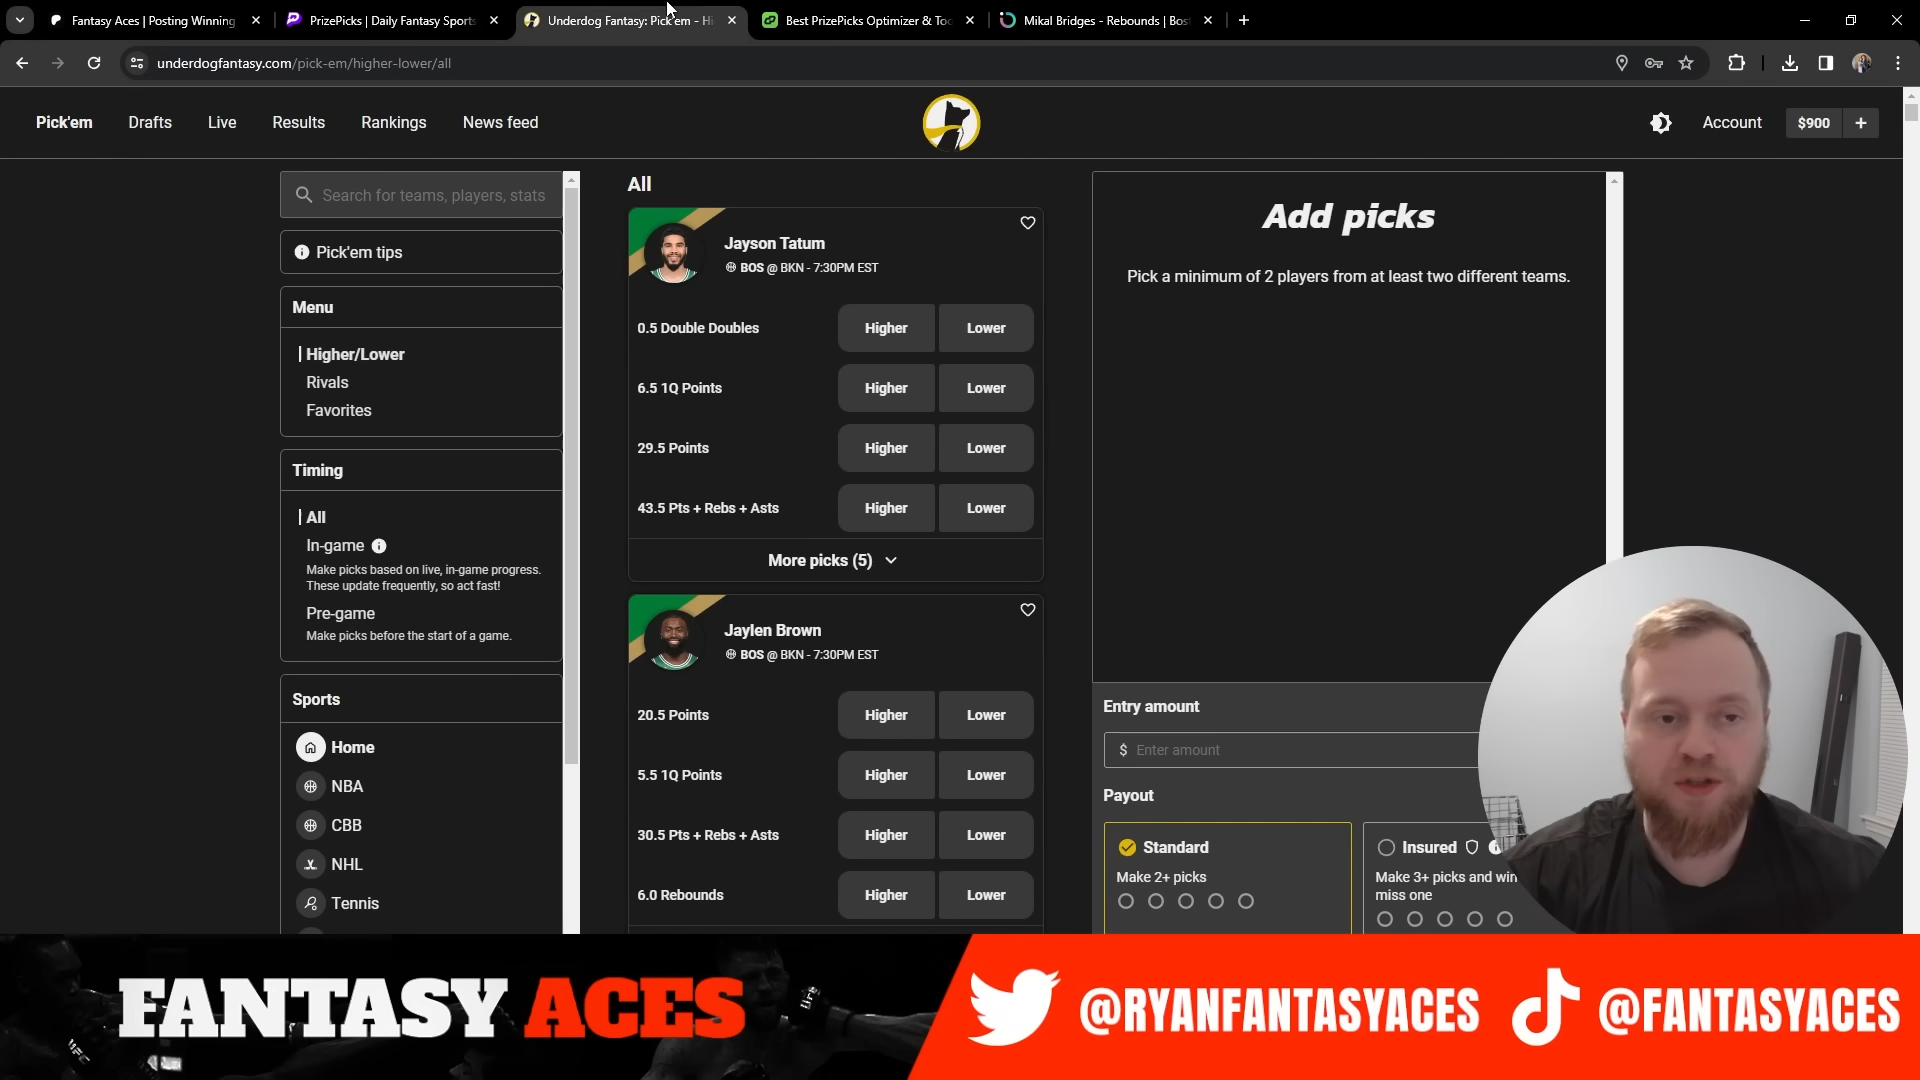 Fantasy Aces | Posting Winning
PrizePicks | Daily Fantasy Sports
Underdog Fantasy: Pick'em - Hi
Best PrizePicks Optimizer & Too
Mikal Bridges - Rebounds | Bos
underdogfantasy.com/pick-em/higher-lower/all
Pick'em
Drafts
Live
Results
Rankings
News feed
Account
$900
+
Search for teams, players, stats
Pick'em tips
Menu
Higher/Lower
Rivals
Favorites
Timing
All
In-game
Make picks based on live, in-game progress.
These update frequently, so act fast!
Pre-game
Make picks before the start of a game.
Sports
Home
NBA
CBB
NHL
Tennis
All
Jayson Tatum
BOS @ BKN - 7:30PM EST
0.5 Double Doubles Higher Lower
6.5 1Q Points Higher Lower
29.5 Points Higher Lower
43.5 Pts + Rebs + Asts Higher Lower
More picks (5)
Jaylen Brown
BOS @ BKN - 7:30PM EST
20.5 Points Higher Lower
5.5 1Q Points Higher Lower
30.5 Pts + Rebs + Asts Higher Lower
6.0 Rebounds Higher Lower
Add picks
Pick a minimum of 2 players from at least two different teams.
Entry amount
$ Enter amount
Payout
Standard
Make 2+ picks
Insured
Make 3+ picks and win
miss one
FANTASY ACES
@RYANFANTASYACES
@FANTASYACES
UFC